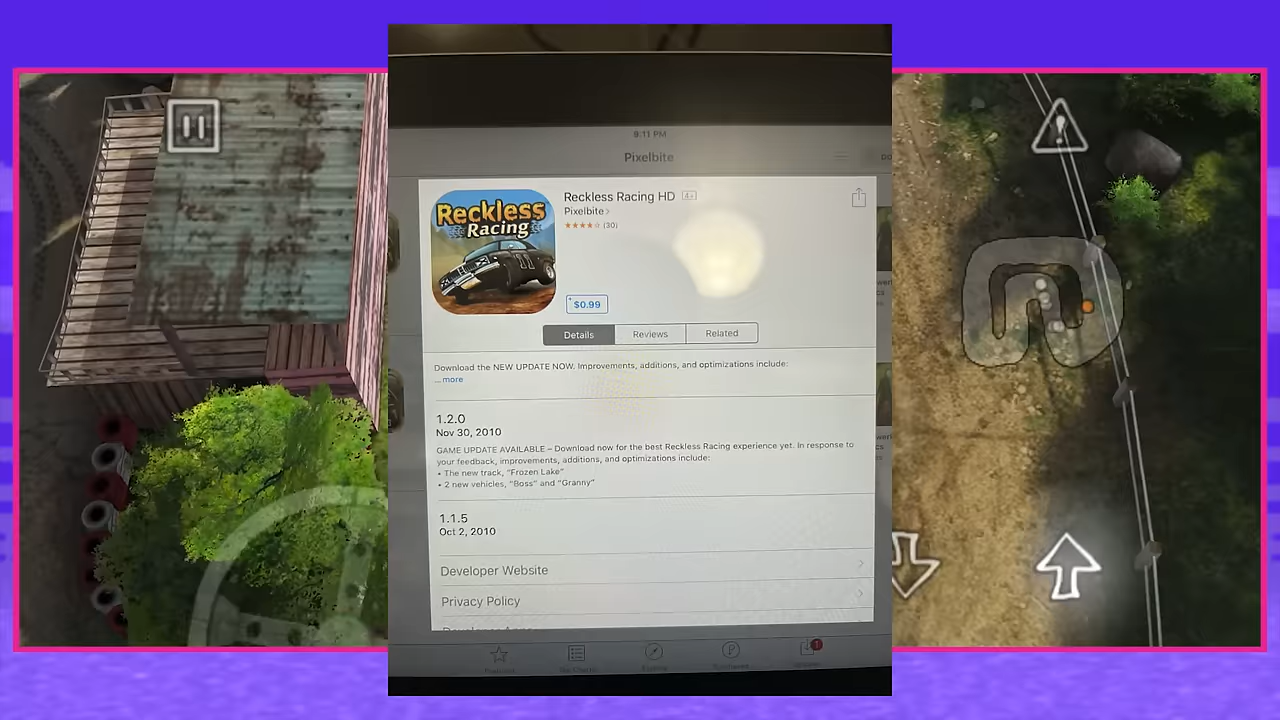 9:11 PM
Pixelbite
Reckless Racing HD 4+
Pixelbite >
(30)
Reckless
Racing
$0.99
Details
Reviews
Related
Download the NEW UPDATE NOW. Improvements, additions, and optimizations include:
... more
1.2.0
Nov 30, 2010
GAME UPDATE AVAILABLE – Download now for the best Reckless Racing experience yet. In response to
your feedback, improvements, additions, and optimizations include:
• The new track, "Frozen Lake"
• 2 new vehicles, "Boss" and "Granny"
1.1.5
Oct 2, 2010
Developer Website
Privacy Policy
Purchased
1